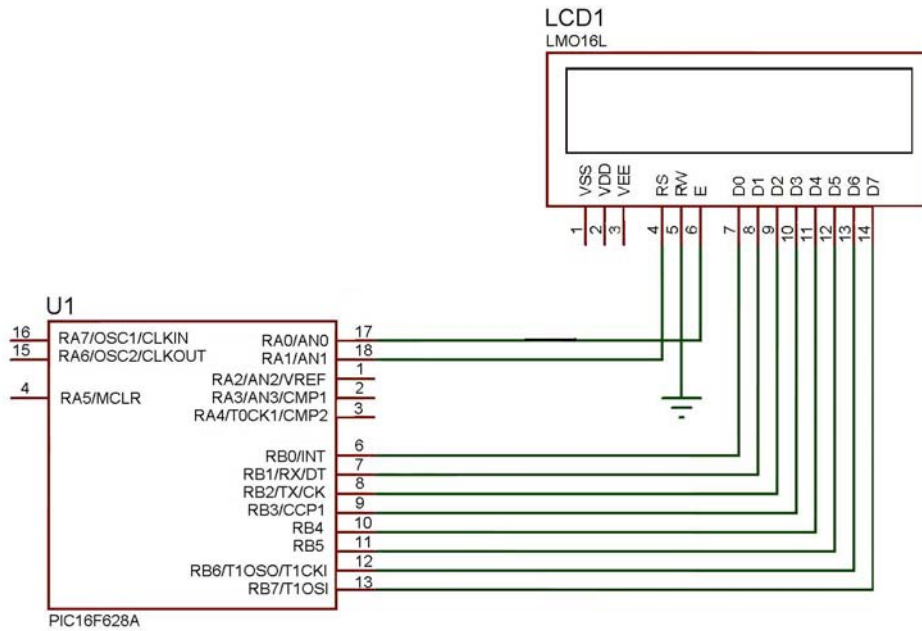 LCD1
LMO16L
VSS
VDD
VEE
RS
RW
E
D0
D1
D2
D3
D4
D5
D6
D7
1
2
3
4
5
6
7
8
9
10
11
12
13
14
U1
16 RA7/OSC1/CLKIN RA0/AN0 17
15 RA6/OSC2/CLKOUT RA1/AN1 18
RA2/AN2/VREF 1
4 RA5/MCLR RA3/AN3/CMP1 2
RA4/T0CK1/CMP2 3
RB0/INT 6
RB1/RX/DT 7
RB2/TX/CK 8
RB3/CCP1 9
RB4 10
RB5 11
RB6/T1OSO/T1CKI 12
RB7/T1OSI 13
PIC16F628A